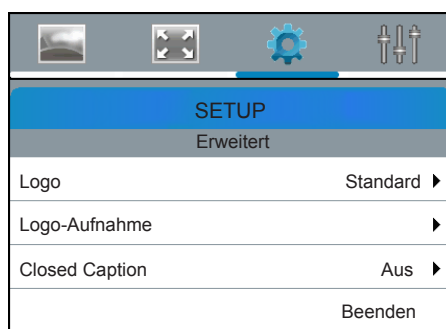 SETUP
Erweitert
Logo Standard
Logo-Aufnahme
Closed Caption Aus
Beenden